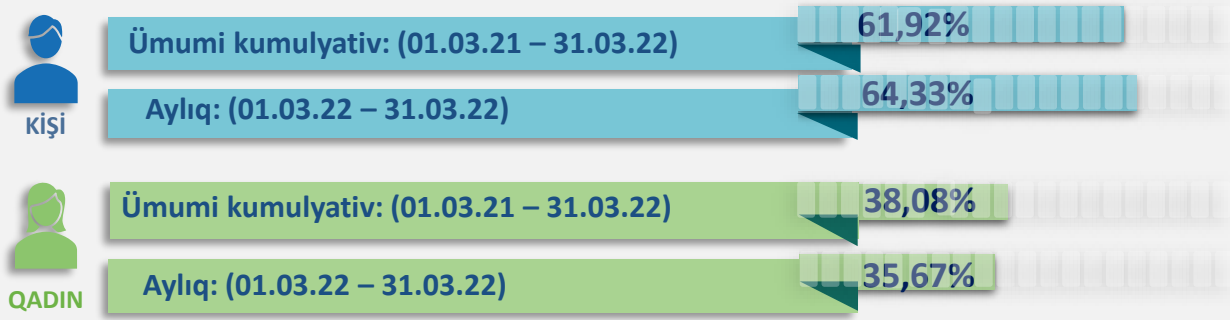 Ümumi kumulyativ: (01.03.21 – 31.03.22) 61,92%
Aylıq: (01.03.22 – 31.03.22) 64,33%
KİŞİ
Ümumi kumulyativ: (01.03.21 – 31.03.22) 38,08%
Aylıq: (01.03.22 – 31.03.22) 35,67%
QADIN